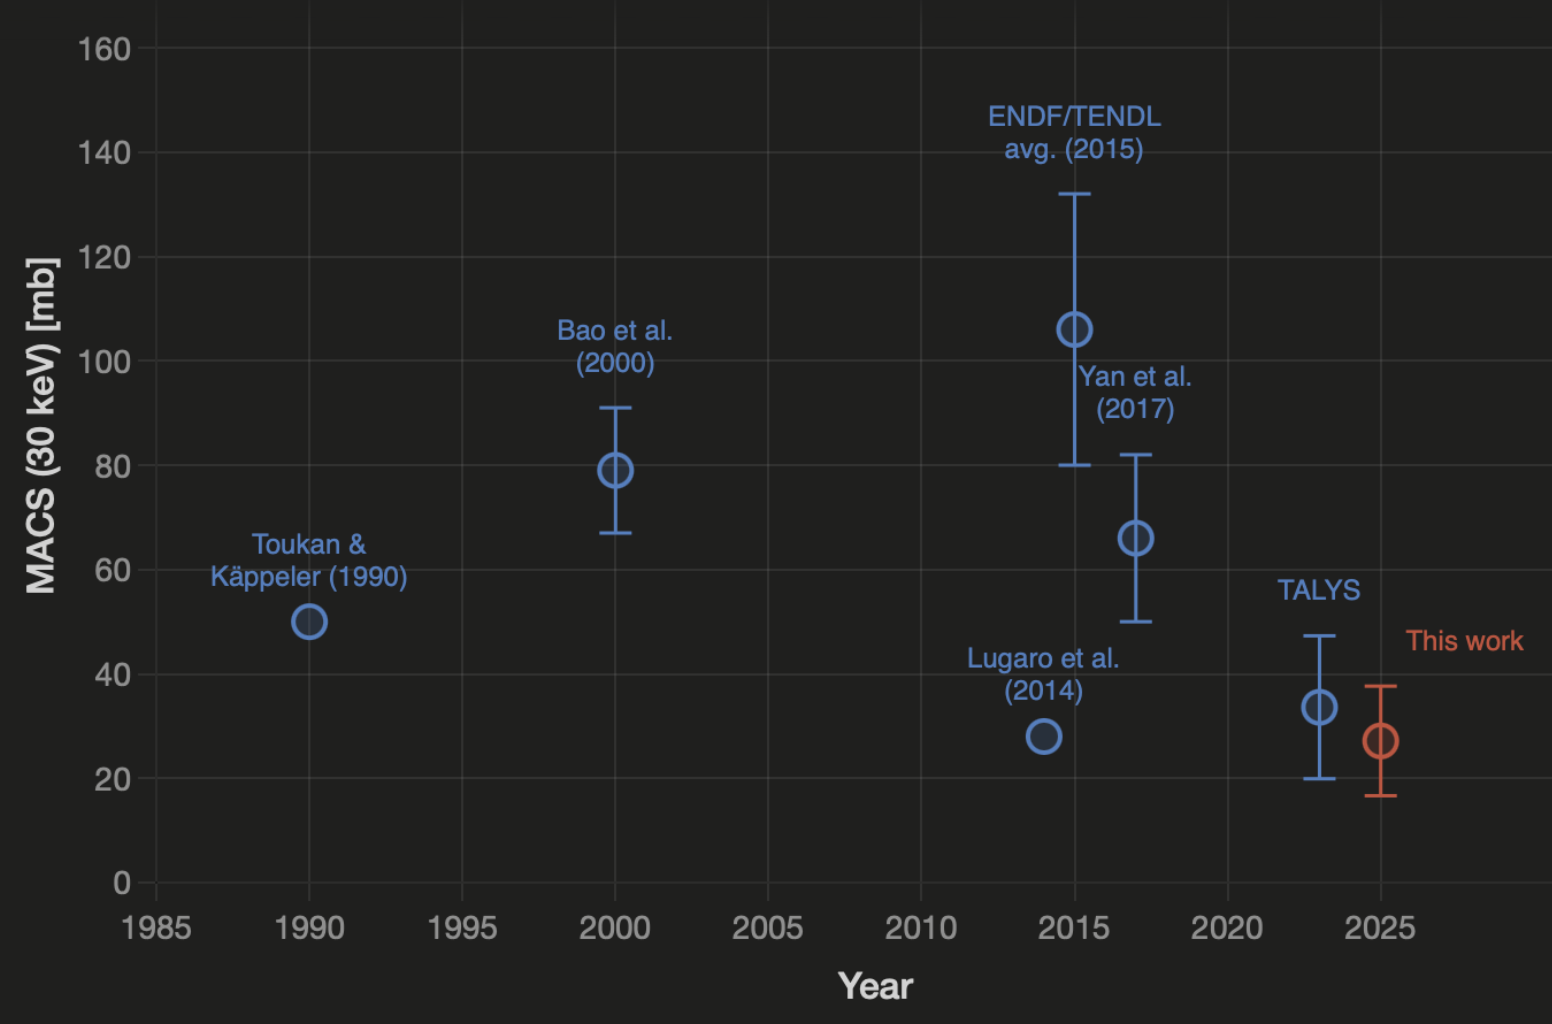 160
140
120
100
80
60
40
20
0
MACS (30 keV) [mb]
ENDF/TENDL
avg. (2015)
Bao et al.
(2000)
Yan et al.
(2017)
Toukan &
Käppeler (1990)
TALYS
This work
Lugaro et al.
(2014)
1985 1990 1995 2000 2005 2010 2015 2020 2025
Year